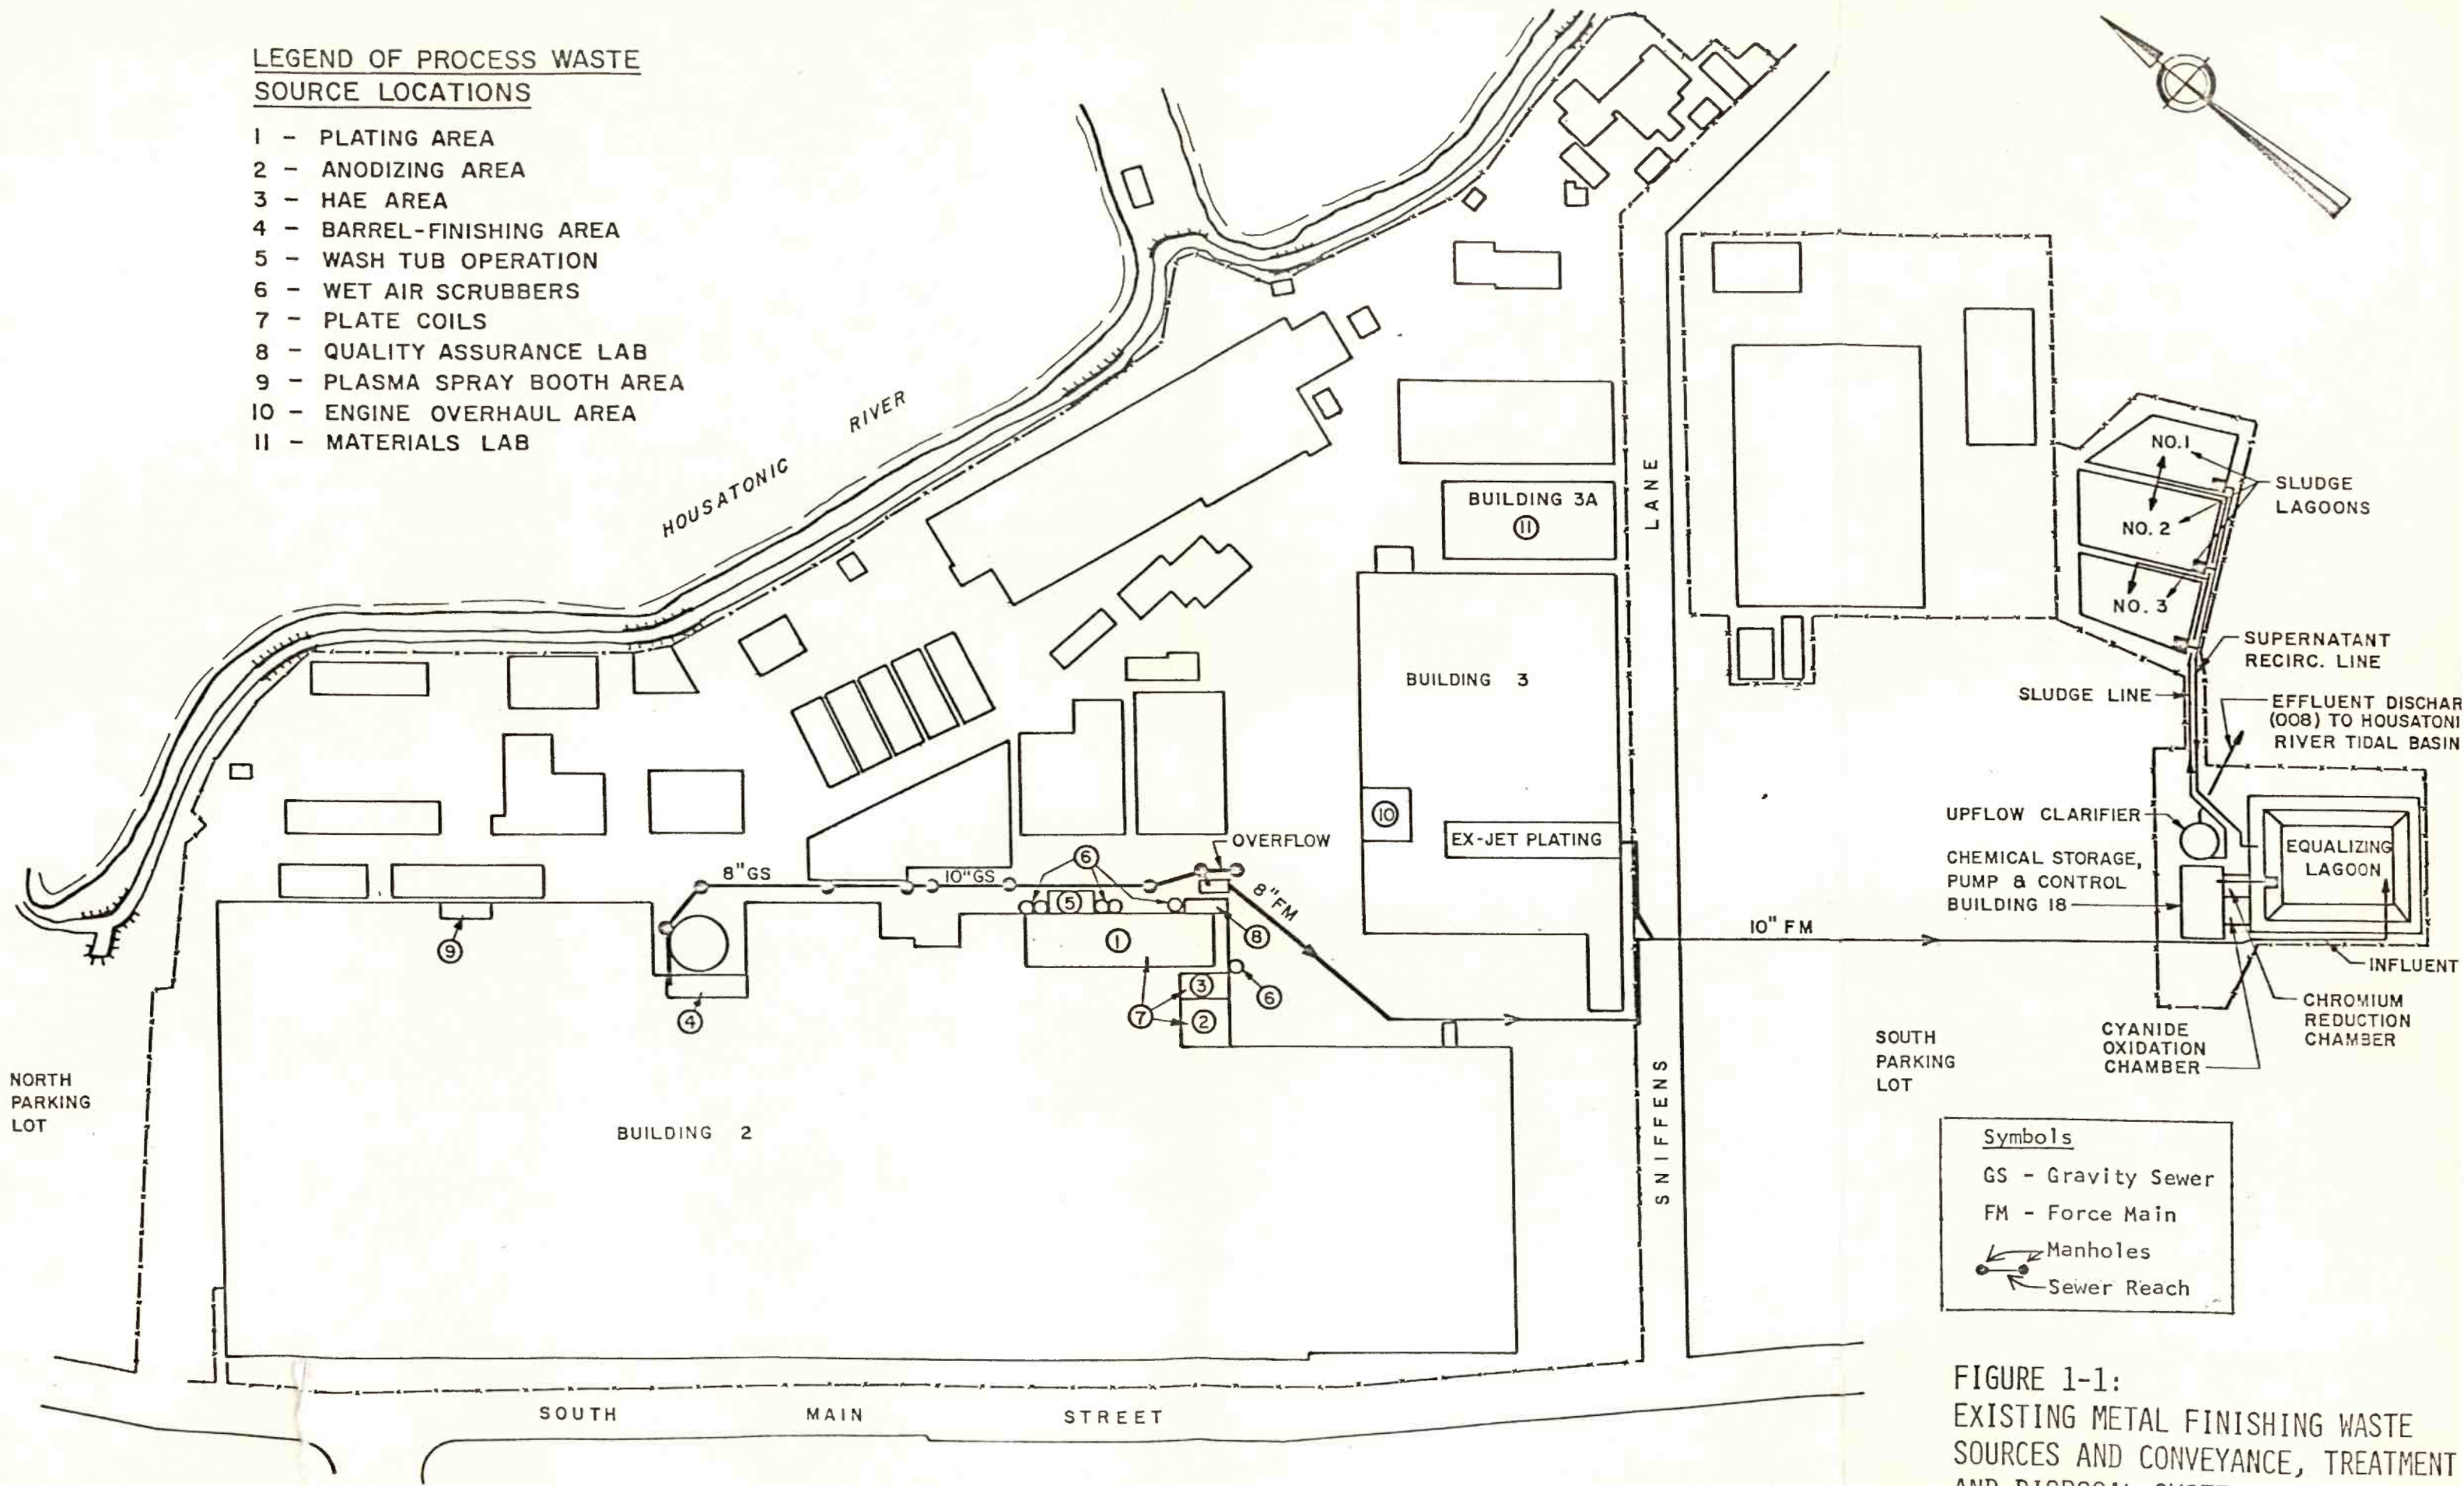 LEGEND OF PROCESS WASTE
SOURCE LOCATIONS
1 - PLATING AREA
2 - ANODIZING AREA
3 - HAE AREA
4 - BARREL-FINISHING AREA
5 - WASH TUB OPERATION
6 - WET AIR SCRUBBERS
7 - PLATE COILS
8 - QUALITY ASSURANCE LAB
9 - PLASMA SPRAY BOOTH AREA
10 - ENGINE OVERHAUL AREA
11 - MATERIALS LAB
HOUSATONIC RIVER
BUILDING 3A
11
SNIFFENS LANE
NO. 1
NO. 2
NO. 3
SLUDGE
LAGOONS
SUPERNATANT
RECIRC. LINE
SLUDGE LINE
EFFLUENT DISCHAR
(008) TO HOUSATONI
RIVER TIDAL BASIN
BUILDING 3
10
EX-JET PLATING
OVERFLOW
UPFLOW CLARIFIER
CHEMICAL STORAGE,
PUMP & CONTROL
BUILDING 18
EQUALIZING
LAGOON
8" GS
10" GS
8" FM
10" FM
6
5
1
8
9
3
6
7
2
4
INFLUENT
CHROMIUM
REDUCTION
CHAMBER
CYANIDE
OXIDATION
CHAMBER
SOUTH
PARKING
LOT
NORTH
PARKING
LOT
BUILDING 2
Symbols
GS - Gravity Sewer
FM - Force Main
Manholes
Sewer Reach
SOUTH MAIN STREET
FIGURE 1-1:
EXISTING METAL FINISHING WASTE
SOURCES AND CONVEYANCE, TREATMENT